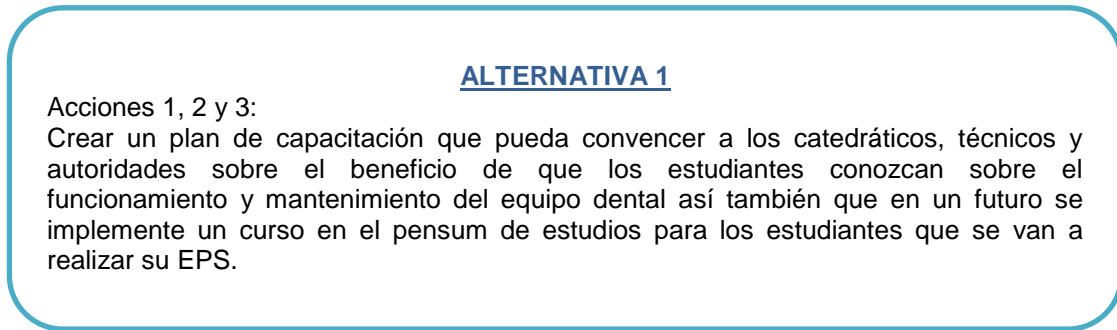 ALTERNATIVA 1
Acciones 1, 2 y 3:
Crear un plan de capacitación que pueda convencer a los catedráticos, técnicos y
autoridades sobre el beneficio de que los estudiantes conozcan sobre el
funcionamiento y mantenimiento del equipo dental así también que en un futuro se
implemente un curso en el pensum de estudios para los estudiantes que se van a
realizar su EPS.